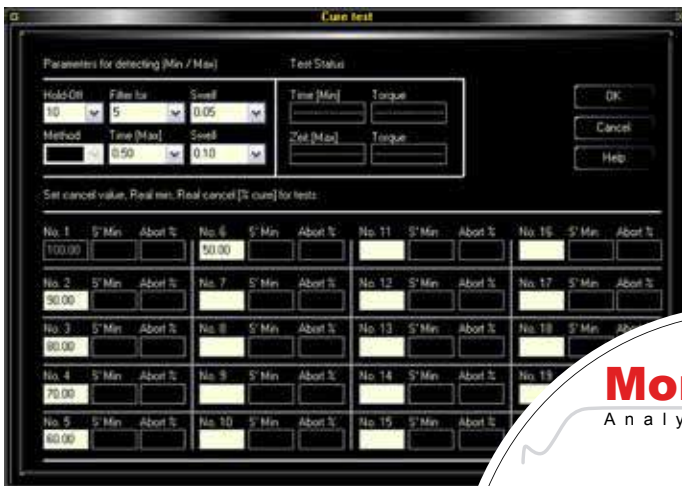 Cure test
Parameters for detecting (Min / Max)
Test Status
Hold-Off Filter for Swell Time [Min] Torque OK
10 5 0.05
Cancel
Method Time [Max] Swell Zeit [Max] Torque
0.50 0.10 Help
Set cancel value, Real min, Real cancel [% cure] for tests
No. 1 S' Min Abort % No. 6 S' Min Abort % No. 11 S' Min Abort % No. 16 S' Min Abort %
100.00 50.00
No. 2 S' Min Abort % No. 7 S' Min Abort % No. 12 S' Min Abort % No. 17 S' Min Abort %
90.00
No. 3 S' Min Abort % No. 8 S' Min Abort % No. 13 S' Min Abort % No. 18 S' Min Abort
80.00
No. 4 S' Min Abort % No. 9 S' Min Abort % No. 14 S' Min Abort % No. 19
70.00
No. 5 S' Min Abort % No. 10 S' Min Abort % No. 15 S' Min Abort %
60.00
Mo
Analy